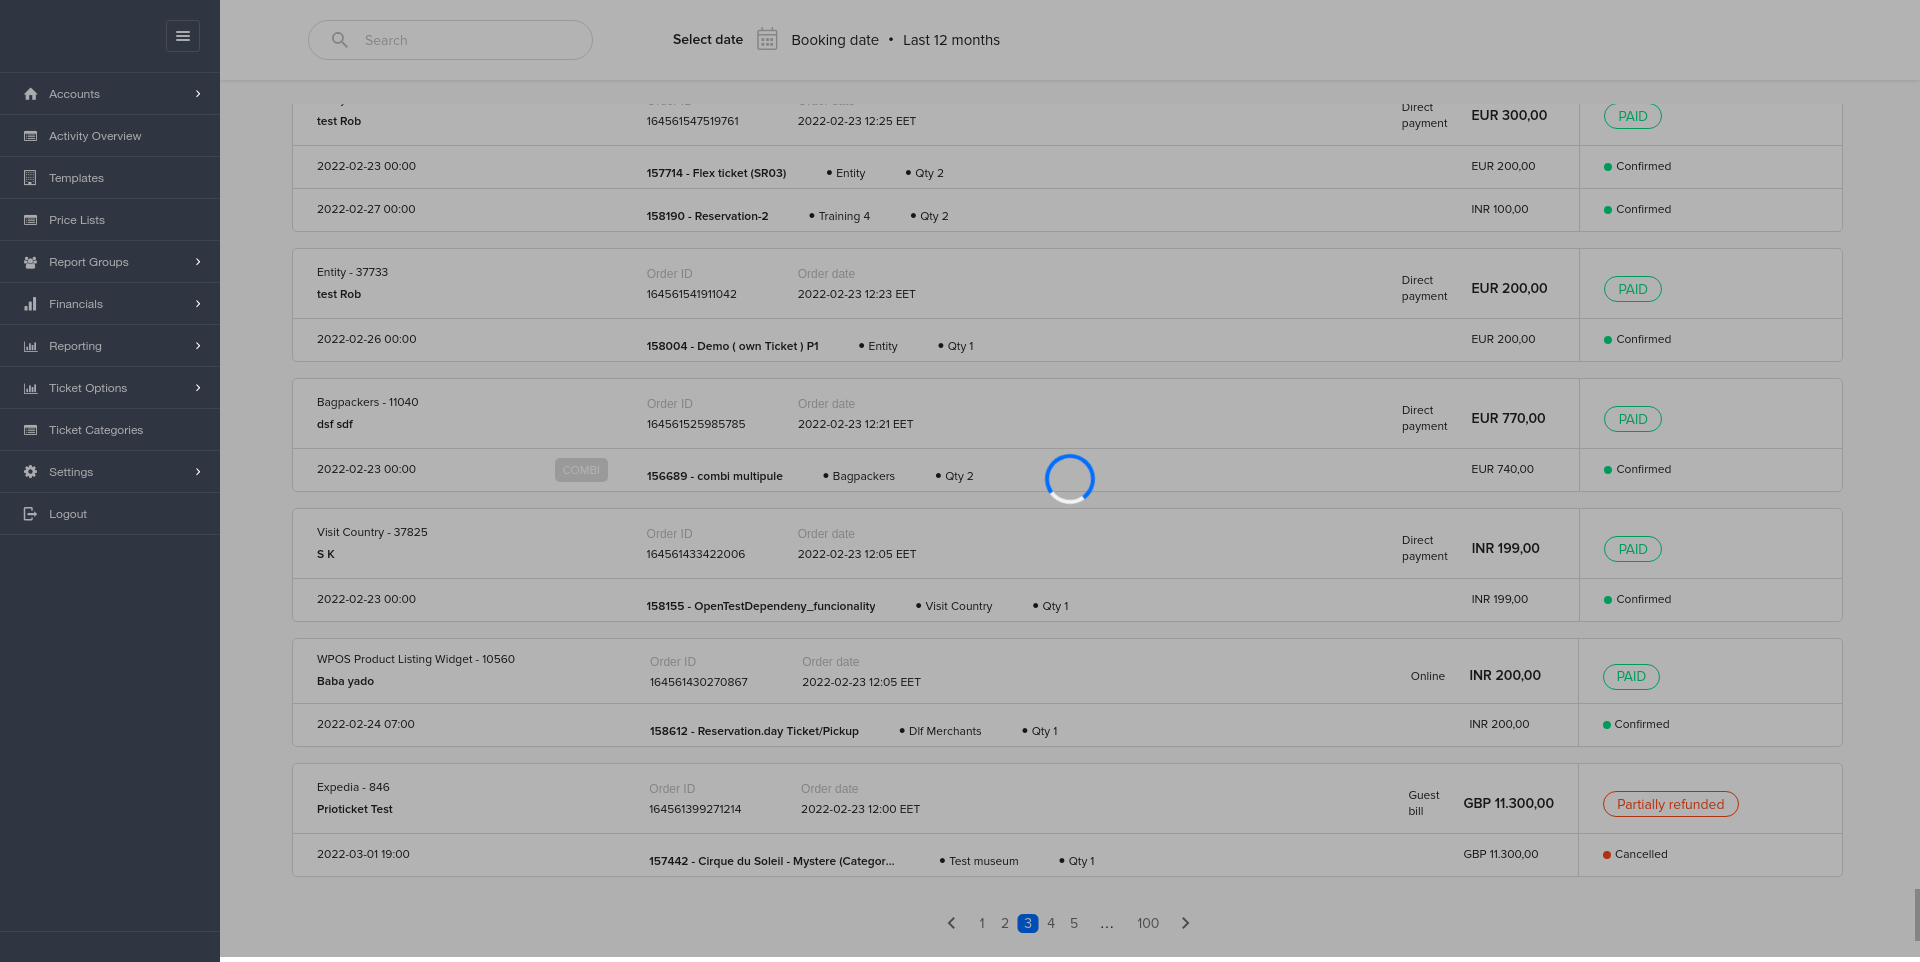 Search
Select date Booking date • Last 12 months
Accounts
Activity Overview
Templates
Price Lists
Report Groups
Financials
Reporting
Ticket Options
Ticket Categories
Settings
Logout
test Rob 164561547519761 2022-02-23 12:25 EET Direct payment EUR 300,00 PAID
2022-02-23 00:00 157714 - Flex ticket (SR03) • Entity • Qty 2 EUR 200,00 Confirmed
2022-02-27 00:00 158190 - Reservation-2 • Training 4 • Qty 2 INR 100,00 Confirmed
Entity - 37733 Order ID Order date
test Rob 164561541911042 2022-02-23 12:23 EET Direct payment EUR 200,00 PAID
2022-02-26 00:00 158004 - Demo ( own Ticket ) P1 • Entity • Qty 1 EUR 200,00 Confirmed
Bagpackers - 11040 Order ID Order date
dsf sdf 164561525985785 2022-02-23 12:21 EET Direct payment EUR 770,00 PAID
2022-02-23 00:00 COMBI 156689 - combi multipule • Bagpackers • Qty 2 EUR 740,00 Confirmed
Visit Country - 37825 Order ID Order date
S K 164561433422006 2022-02-23 12:05 EET Direct payment INR 199,00 PAID
2022-02-23 00:00 158155 - OpenTestDependeny_funcionality • Visit Country • Qty 1 INR 199,00 Confirmed
WPOS Product Listing Widget - 10560 Order ID Order date
Baba yado 164561430270867 2022-02-23 12:05 EET Online INR 200,00 PAID
2022-02-24 07:00 158612 - Reservation.day Ticket/Pickup • Dlf Merchants • Qty 1 INR 200,00 Confirmed
Expedia - 846 Order ID Order date
Prioticket Test 164561399271214 2022-02-23 12:00 EET Guest bill GBP 11.300,00 Partially refunded
2022-03-01 19:00 157442 - Cirque du Soleil - Mystere (Categor... • Test museum • Qty 1 GBP 11.300,00 Cancelled
1 2 3 4 5 ... 100